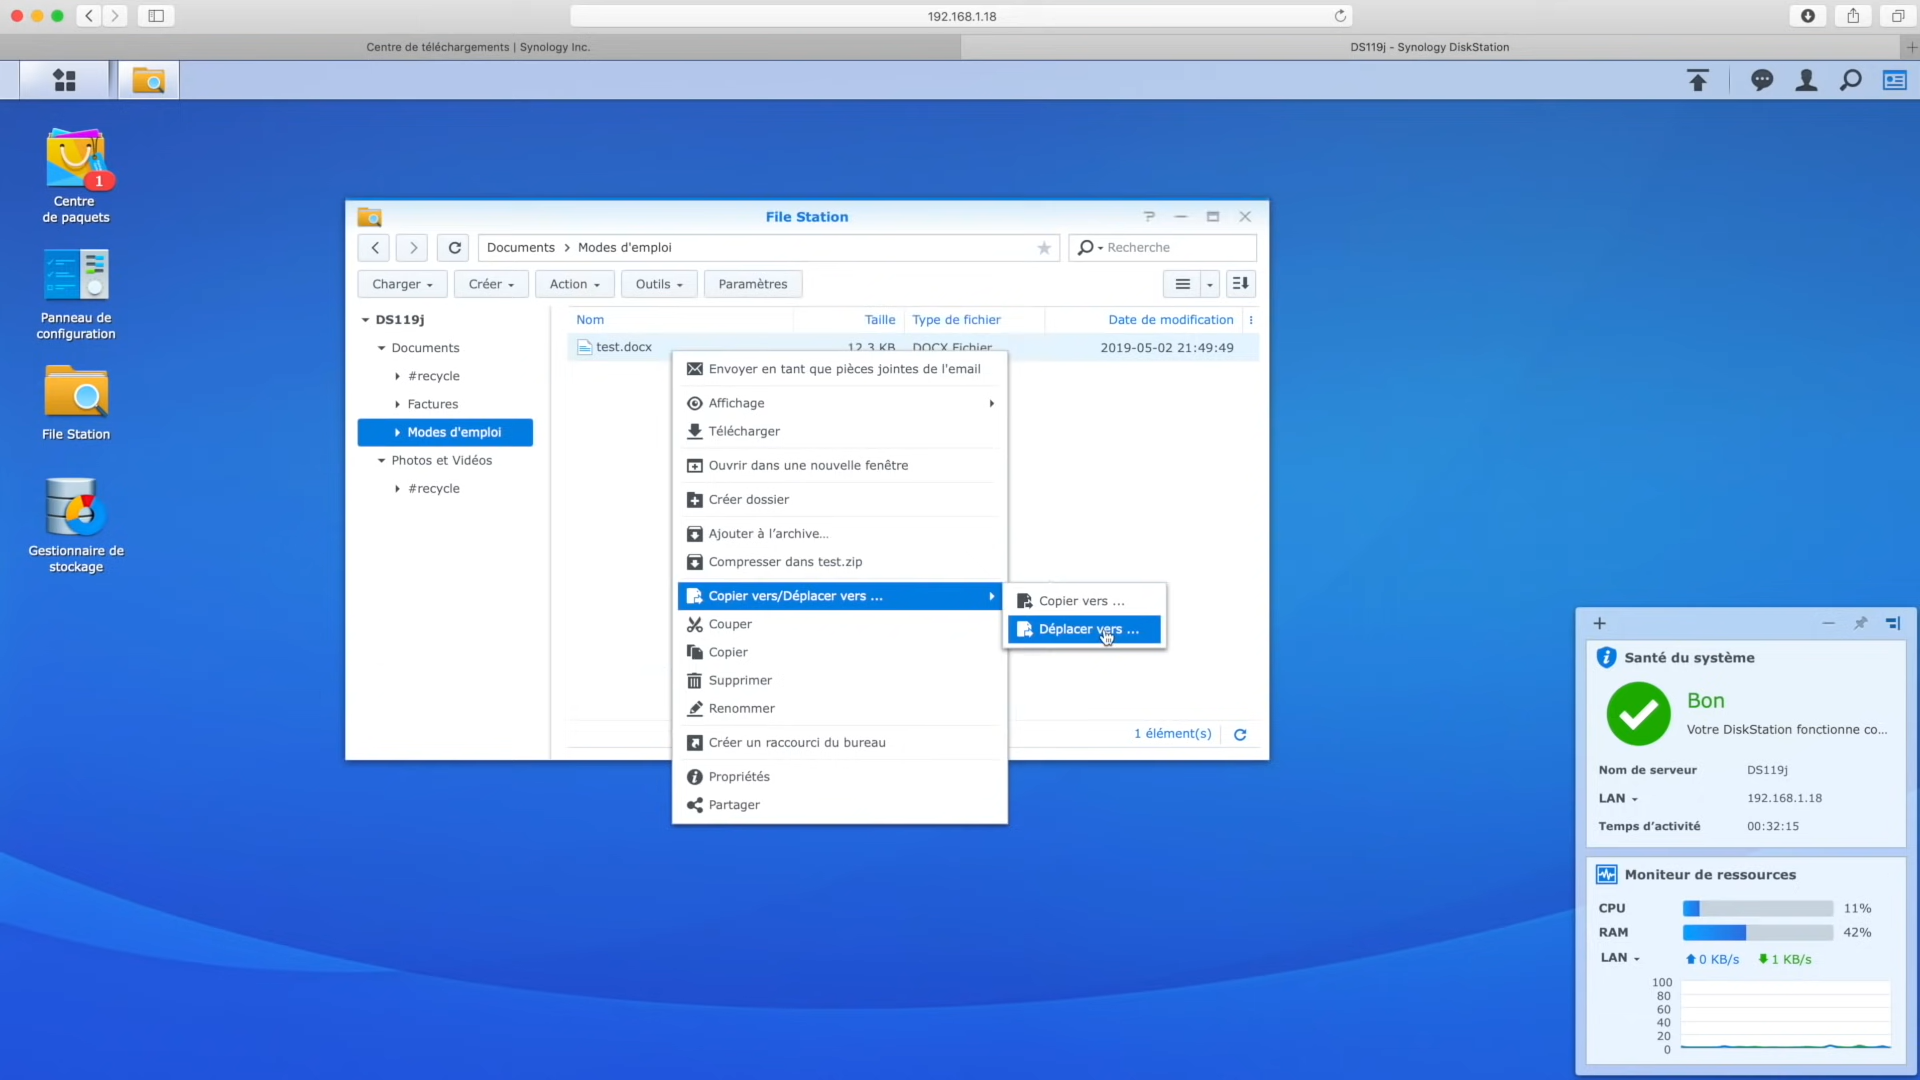 192.168.1.18
Centre de téléchargements | Synology Inc.
DS119j - Synology DiskStation
1
Centre
de paquets
Panneau de
configuration
File Station
Gestionnaire de
stockage
File Station
Documents > Modes d'emploi
Recherche
Charger
Créer
Action
Outils
Paramètres
DS119j
Documents
#recycle
Factures
Modes d'emploi
Photos et Vidéos
#recycle
Nom
Taille
Type de fichier
Date de modification
test.docx
12.3 KB
DOCX Fichier
2019-05-02 21:49:49
Envoyer en tant que pièces jointes de l'email
Affichage
Télécharger
Ouvrir dans une nouvelle fenêtre
Créer dossier
Ajouter à l’archive...
Compresser dans test.zip
Copier vers/Déplacer vers ...
Couper
Copier
Supprimer
Renommer
Créer un raccourci du bureau
Propriétés
Partager
Copier vers ...
Déplacer vers ...
1 élément(s)
Santé du système
Bon
Votre DiskStation fonctionne co...
Nom de serveur
DS119j
LAN
192.168.1.18
Temps d’activité
00:32:15
Moniteur de ressources
CPU
11%
RAM
42%
LAN
0 KB/s
1 KB/s
100
80
60
40
20
0